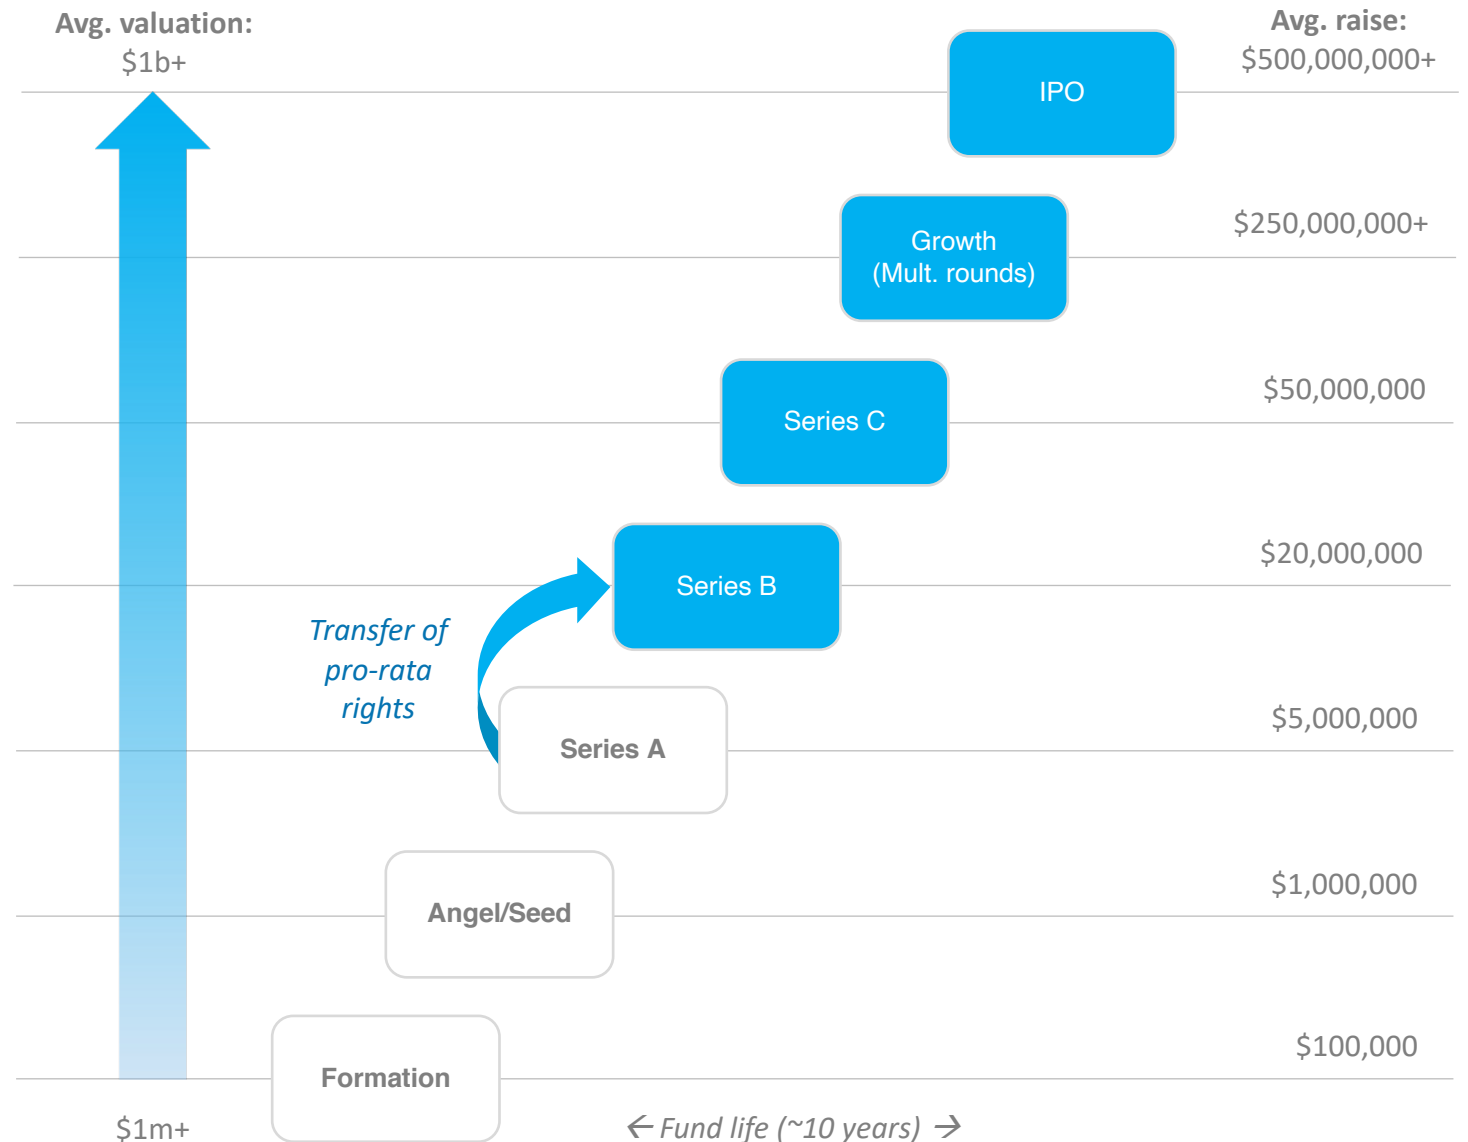 Avg. valuation:
$1b+
Avg. raise:
$500,000,000+
IPO
$250,000,000+
Growth
(Mult. rounds)
$50,000,000
Series C
$20,000,000
Series B
Transfer of
pro-rata
rights
$5,000,000
Series A
$1,000,000
Angel/Seed
$100,000
Formation
$1m+
← Fund life (~10 years) →